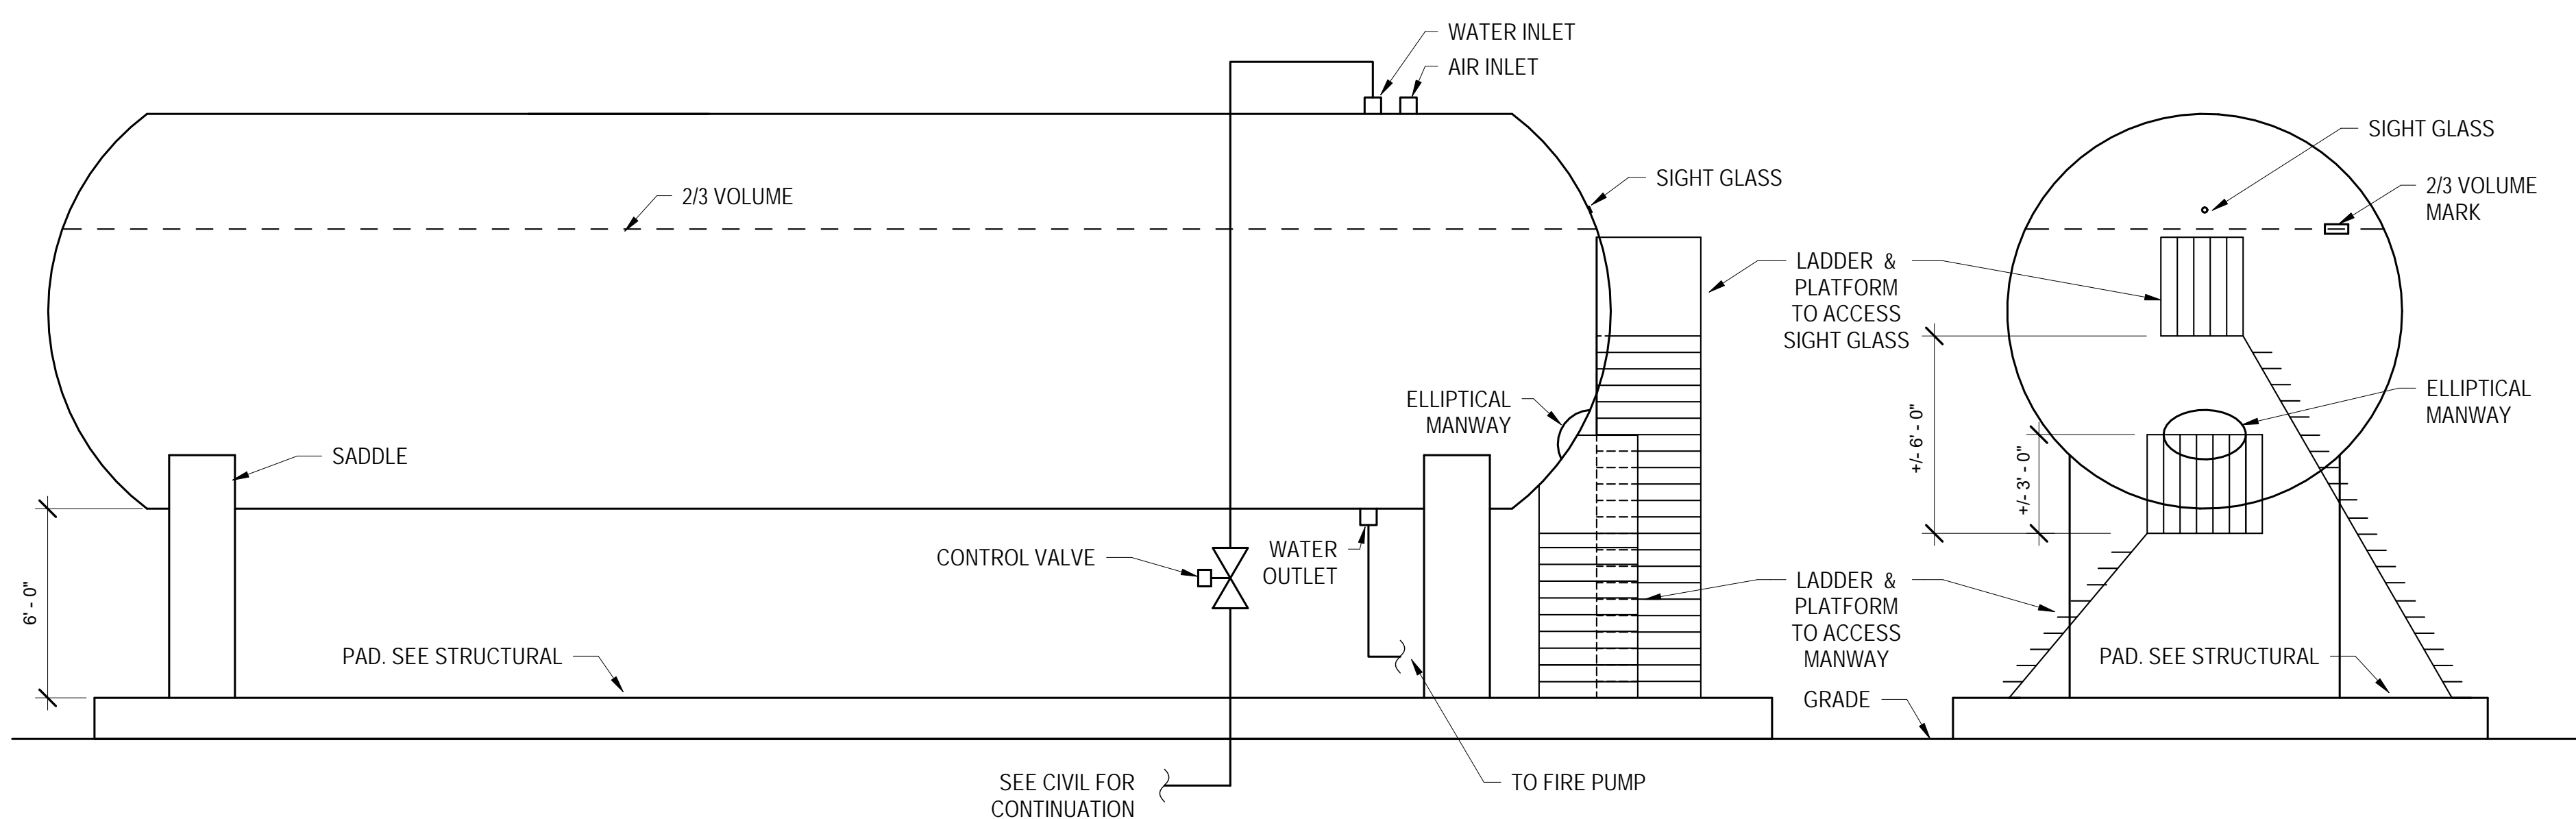 WATER INLET
AIR INLET
SIGHT GLASS
2/3 VOLUME
SADDLE
ELLIPTICAL
MANWAY
CONTROL VALVE
WATER
OUTLET
6' - 0"
PAD. SEE STRUCTURAL
SEE CIVIL FOR
CONTINUATION
TO FIRE PUMP
LADDER &
PLATFORM
TO ACCESS
SIGHT GLASS
LADDER &
PLATFORM
TO ACCESS
MANWAY
GRADE
SIGHT GLASS
2/3 VOLUME
MARK
+/- 6' - 0"
+/- 3' - 0"
ELLIPTICAL
MANWAY
PAD. SEE STRUCTURAL